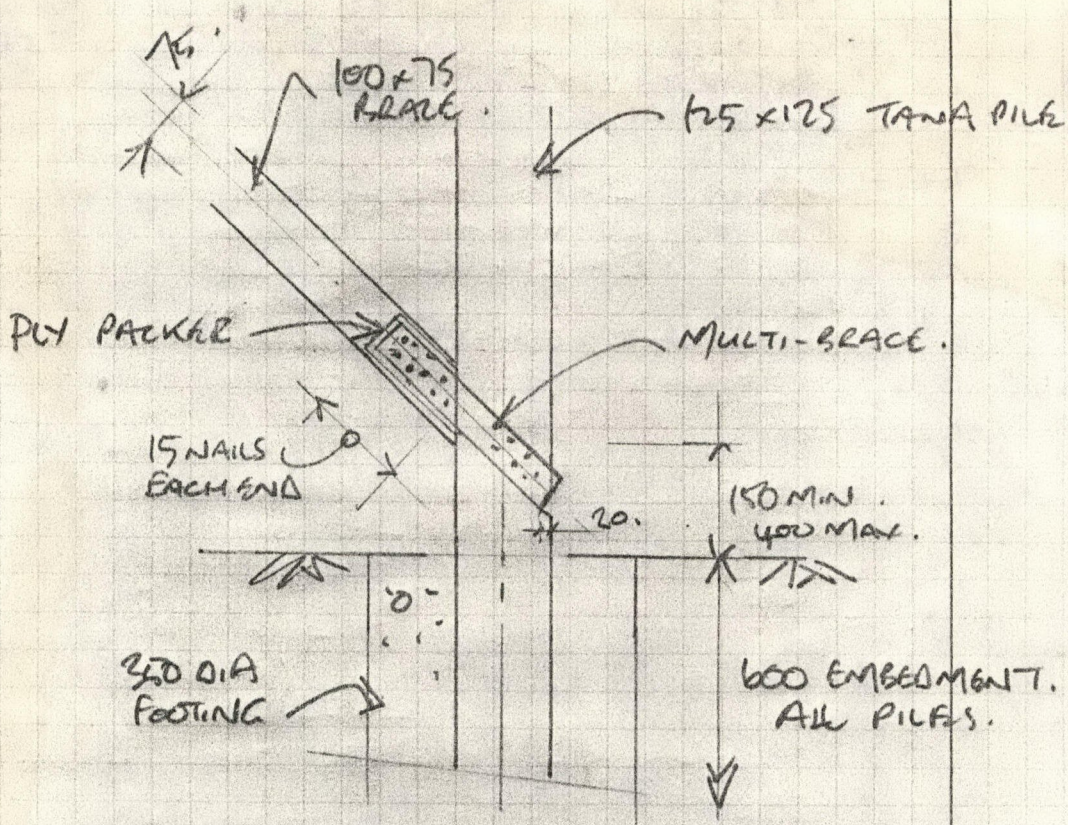 100x75
BRACE.
125x125 TANA PILE
PLY PACKER
MULTI-BRACE.
15 NAILS
EACH END
20.
150 MIN.
400 MAX.
350 DIA
FOOTING
600 EMBEDMENT.
ALL PILES.